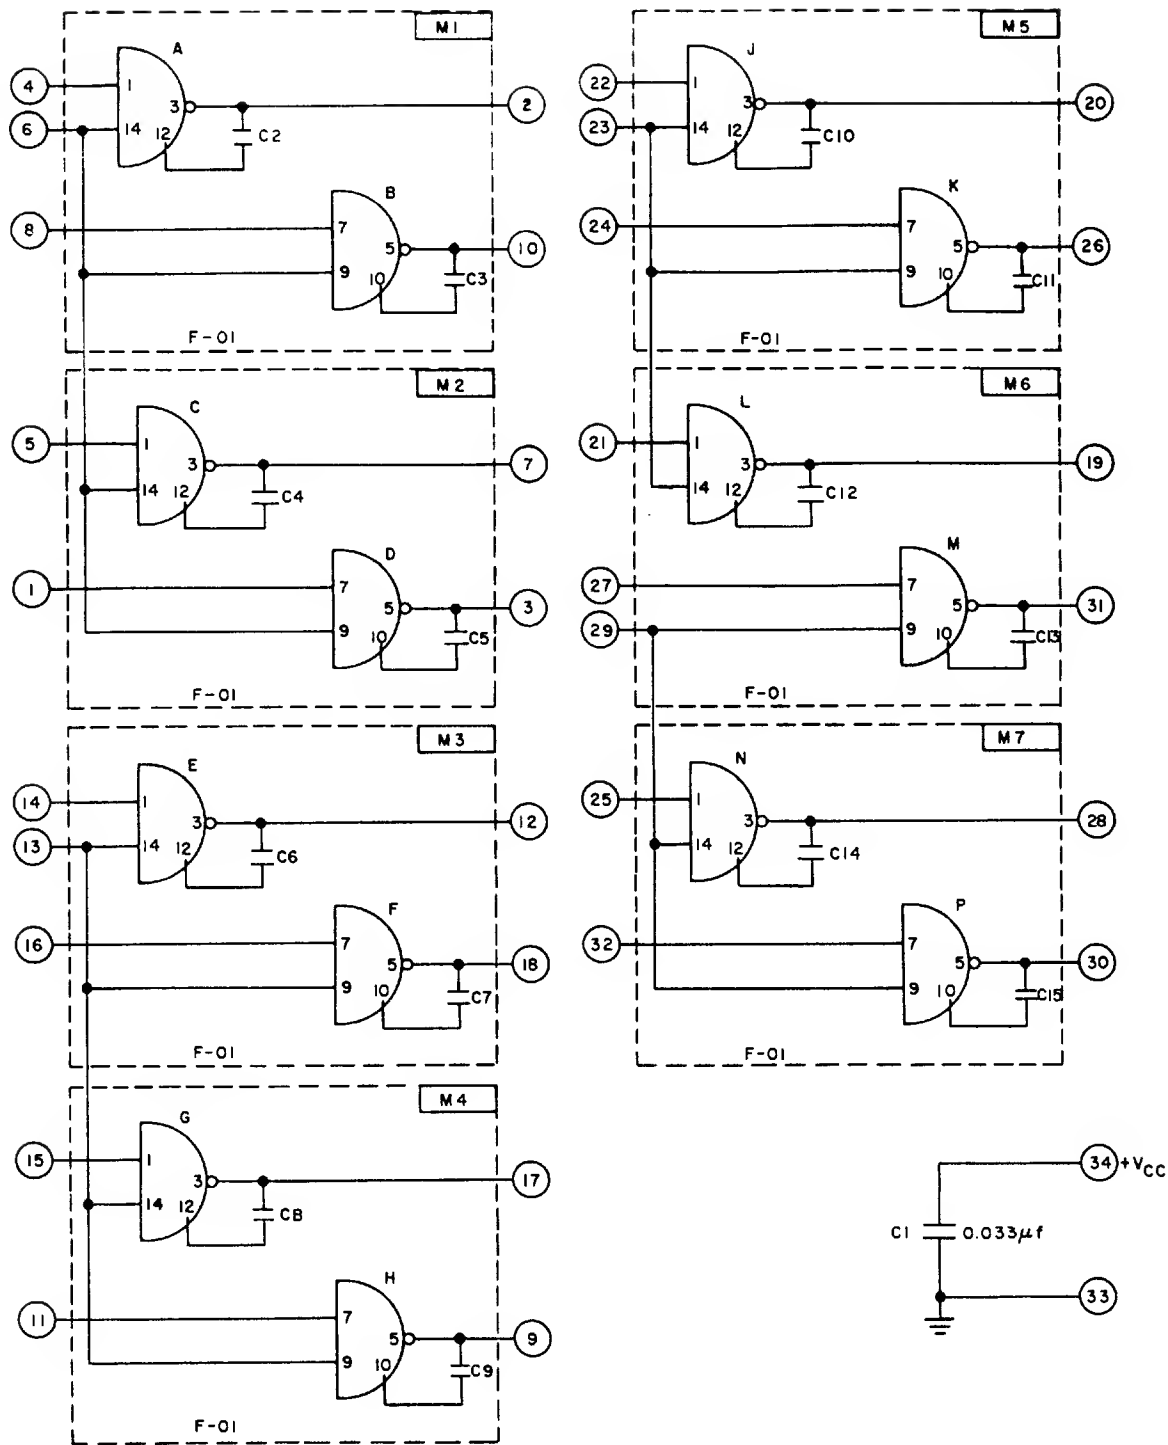 M1
A
4
1
3
2
6
14
12
C2
B
8
7
5
10
9
10
C3
F-01
M2
C
5
1
3
7
14
12
C4
D
1
7
5
3
9
10
C5
F-01
M3
E
14
1
3
12
13
14
12
C6
F
16
7
5
18
9
10
C7
F-01
M4
G
15
1
3
17
14
12
C8
H
11
7
5
9
9
10
C9
F-01
M5
J
22
1
3
20
23
14
12
C10
K
24
7
5
26
9
10
C11
F-01
M6
L
21
1
3
19
14
12
C12
M
27
7
5
31
29
9
10
C13
F-01
M7
N
25
1
3
28
14
12
C14
P
32
7
5
30
9
10
C15
F-01
34 +VCC
C1 0.033µf
33